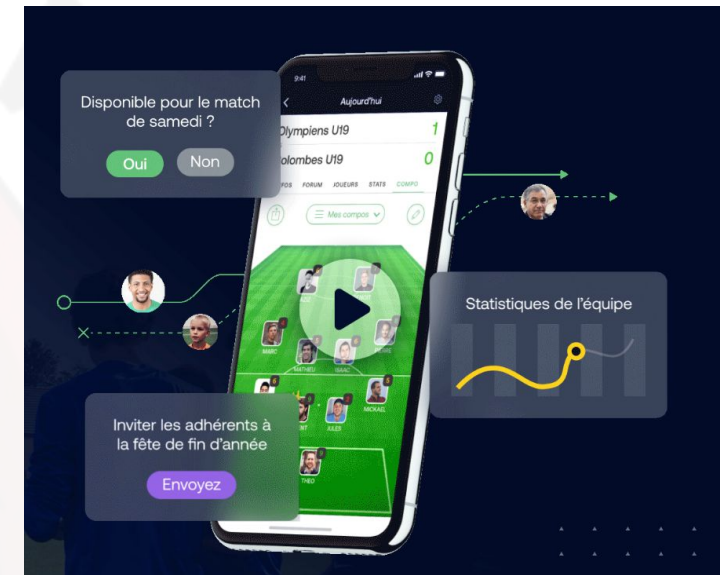 Disponible pour le match
de samedi ?
Oui Non
9:41
Aujourd'hui
Olympiens U19 1
olombes U19 0
FOS FORUM JOUEURS STATS COMPO
Mes compos
MARC
MATHIEU
ISAAC
PIERRE
JULES
MICKAEL
THEO
Statistiques de l'équipe
Inviter les adhérents à
la fête de fin d'année
Envoyez